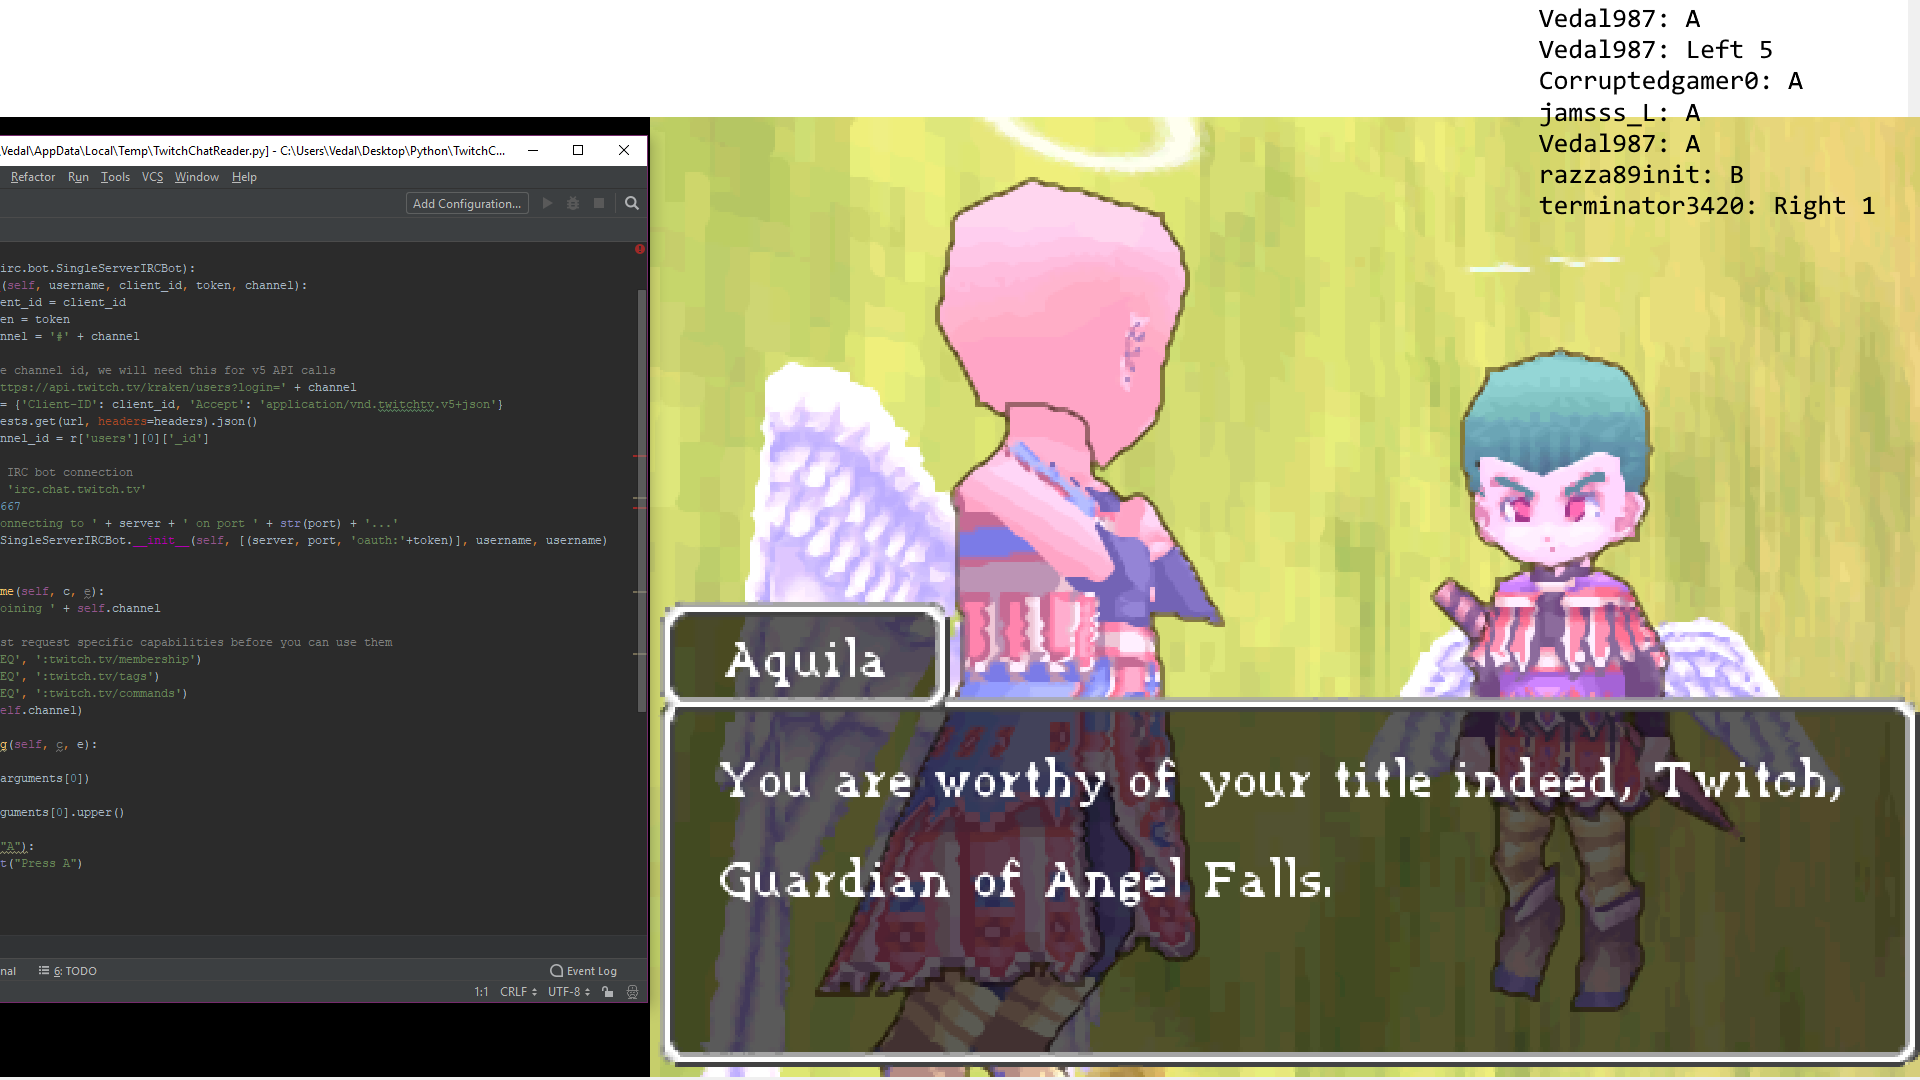 Vedal987: A
Vedal987: Left 5
Corruptedgamer0: A
jamsss_L: A
Vedal987: A
razza89init: B
terminator3420: Right 1
Vedal\AppData\Local\Temp\TwitchChatReader.py] - C:\Users\Vedal\Desktop\Python\TwitchC...
Refactor Run Tools VCS Window Help
Add Configuration...
irc.bot.SingleServerIRCBot):
(self, username, client_id, token, channel):
ent_id = client_id
en = token
nnel = '#' + channel
e channel id, we will need this for v5 API calls
ttps://api.twitch.tv/kraken/users?login=' + channel
= {'Client-ID': client_id, 'Accept': 'application/vnd.twitchtv.v5+json'}
ests.get(url, headers=headers).json()
nnel_id = r['users'][0]['_id']
IRC bot connection
'irc.chat.twitch.tv'
667
onnecting to ' + server + ' on port ' + str(port) + '...'
SingleServerIRCBot.__init__(self, [(server, port, 'oauth:'+token)], username, username)
me(self, c, e):
oining ' + self.channel
st request specific capabilities before you can use them
EQ', ':twitch.tv/membership')
EQ', ':twitch.tv/tags')
EQ', ':twitch.tv/commands')
elf.channel)
g(self, c, e):
arguments[0])
guments[0].upper()
"A"):
t("Press A")
nal 6: TODO Event Log
1:1 CRLF UTF-8
Aquila
You are worthy of your title indeed, Twitch,
Guardian of Angel Falls.